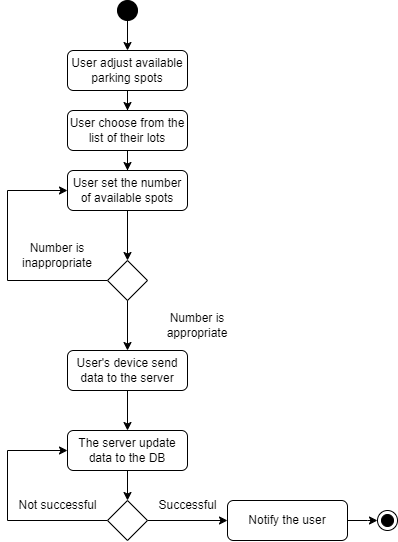 User adjust available
parking spots
User choose from the
list of their lots
User set the number
of available spots
Number is
inappropriate
Number is
appropriate
User's device send
data to the server
The server update
data to the DB
Not successful
Successful
Notify the user